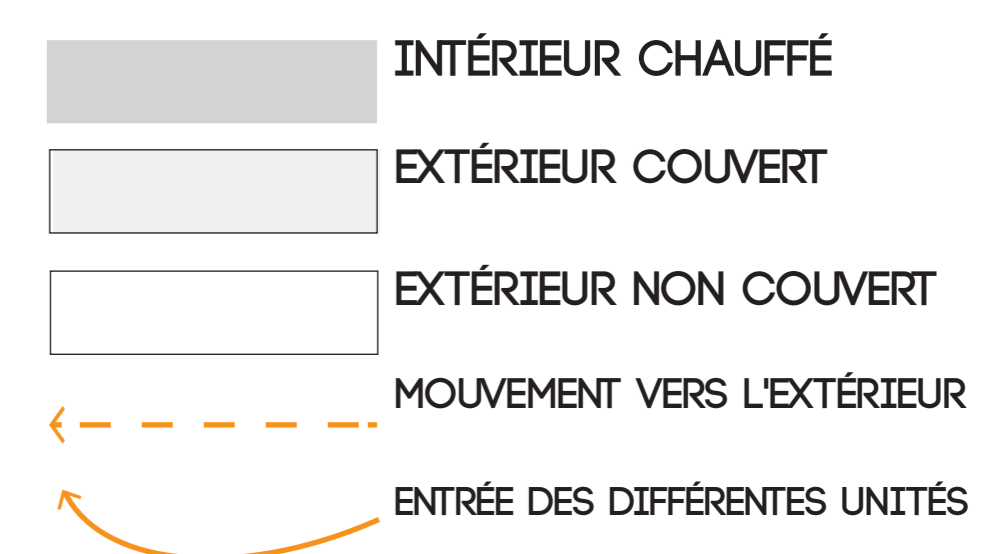 INTÉRIEUR CHAUFFÉ
EXTÉRIEUR COUVERT
EXTÉRIEUR NON COUVERT
MOUVEMENT VERS L'EXTÉRIEUR
ENTRÉE DES DIFFÉRENTES UNITÉS